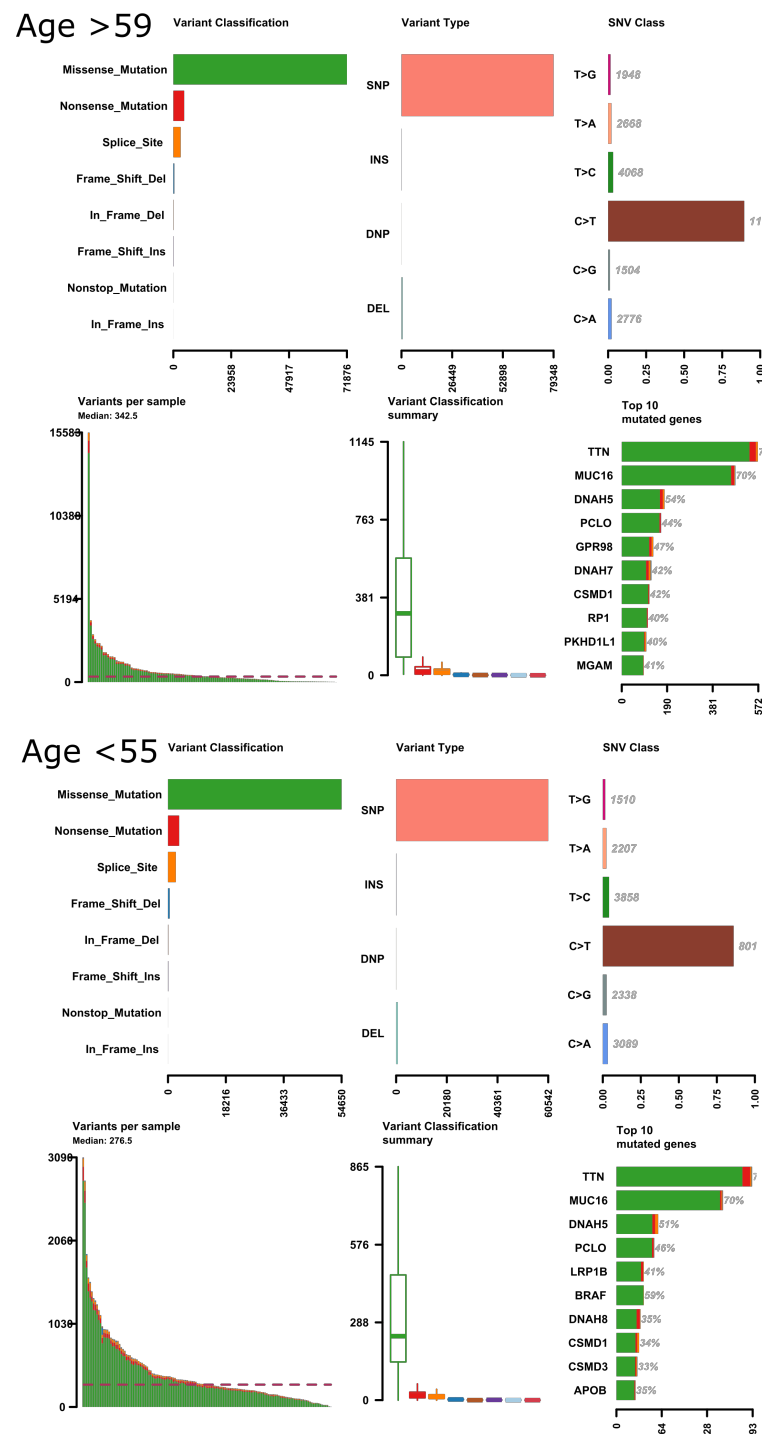 Age >59
Variant Classification
Missense_Mutation
Nonsense_Mutation
Splice_Site
Frame_Shift_Del
In_Frame_Del
Frame_Shift_Ins
Nonstop_Mutation
In_Frame_Ins
0
23958
47917
71876
Variant Type
SNP
INS
DNP
DEL
0
26449
52898
79348
SNV Class
T>G
1948
T>A
2668
T>C
4068
C>T
11
C>G
1504
C>A
2776
0.00
0.25
0.50
0.75
1.00
Variants per sample
Median: 342.5
15583
10388
5194
0
Variant Classification
summary
1145
763
381
0
Top 10
mutated genes
TTN
7
MUC16
70%
DNAH5
54%
PCLO
44%
GPR98
47%
DNAH7
42%
CSMD1
42%
RP1
40%
PKHD1L1
40%
MGAM
41%
0
190
381
572
Age <55
Variant Classification
Missense_Mutation
Nonsense_Mutation
Splice_Site
Frame_Shift_Del
In_Frame_Del
Frame_Shift_Ins
Nonstop_Mutation
In_Frame_Ins
0
18216
36433
54650
Variant Type
SNP
INS
DNP
DEL
0
20180
40361
60542
SNV Class
T>G
1510
T>A
2207
T>C
3858
C>T
801
C>G
2338
C>A
3089
0.00
0.25
0.50
0.75
1.00
Variants per sample
Median: 276.5
3096
2060
1030
0
Variant Classification
summary
865
576
288
0
Top 10
mutated genes
TTN
7
MUC16
70%
DNAH5
51%
PCLO
46%
LRP1B
41%
BRAF
59%
DNAH8
35%
CSMD1
34%
CSMD3
33%
APOB
35%
0
64
28
93